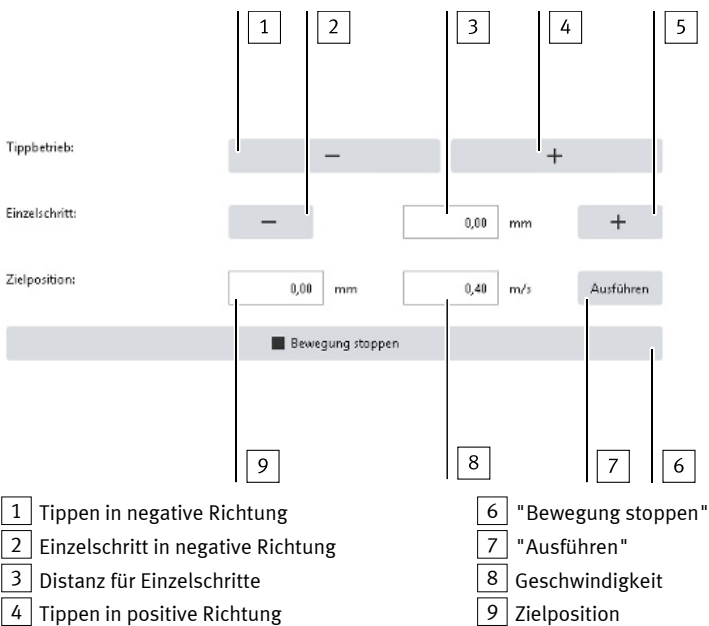 1 2 3 4 5
Tippbetrieb: − +
Einzelschritt: − 0,00 mm +
Zielposition: 0,00 mm 0,40 m/s Ausführen
Bewegung stoppen
9 8 7 6
1 Tippen in negative Richtung
2 Einzelschritt in negative Richtung
3 Distanz für Einzelschritte
4 Tippen in positive Richtung
6 "Bewegung stoppen"
7 "Ausführen"
8 Geschwindigkeit
9 Zielposition